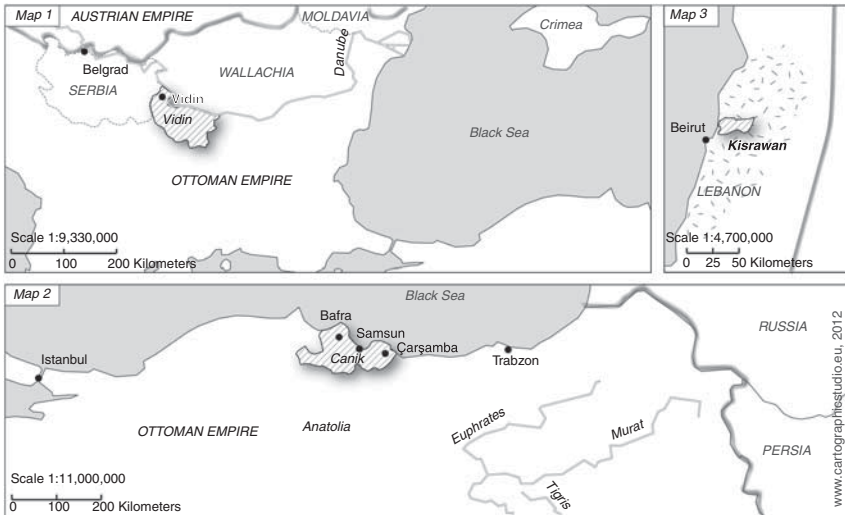 Map 1
AUSTRIAN EMPIRE
MOLDAVIA
Crimea
Belgrad
SERBIA
WALLACHIA
Danube
Vidin
Vidin
Black Sea
OTTOMAN EMPIRE
Scale 1:9,330,000
0 100 200 Kilometers
Map 3
Beirut
Kisrawan
LEBANON
Scale 1:4,700,000
0 25 50 Kilometers
Map 2
Black Sea
Bafra
Samsun
Canik
Çarşamba
Istanbul
Trabzon
RUSSIA
OTTOMAN EMPIRE
Anatolia
Euphrates
Murat
Tigris
PERSIA
Scale 1:11,000,000
0 100 200 Kilometers
www.cartographicstudio.eu, 2012